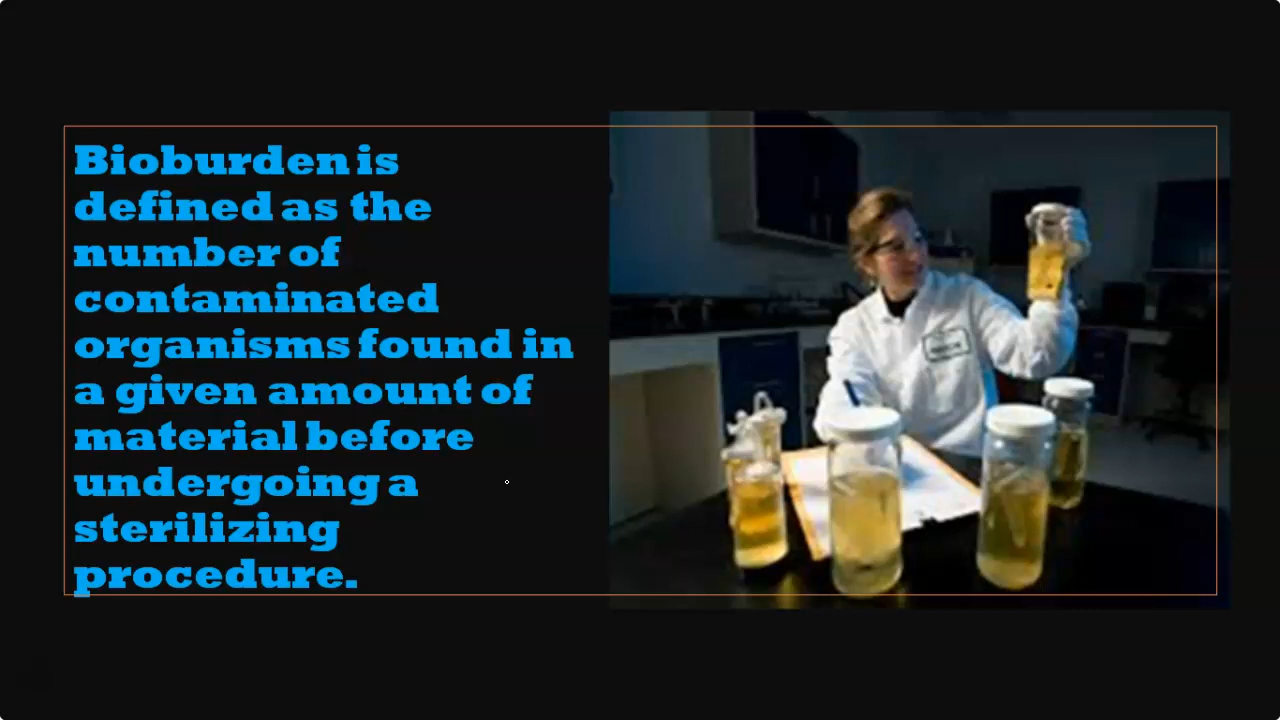 Bioburden is
defined as the
number of
contaminated
organisms found in
a given amount of
material before
undergoing a
sterilizing
procedure.